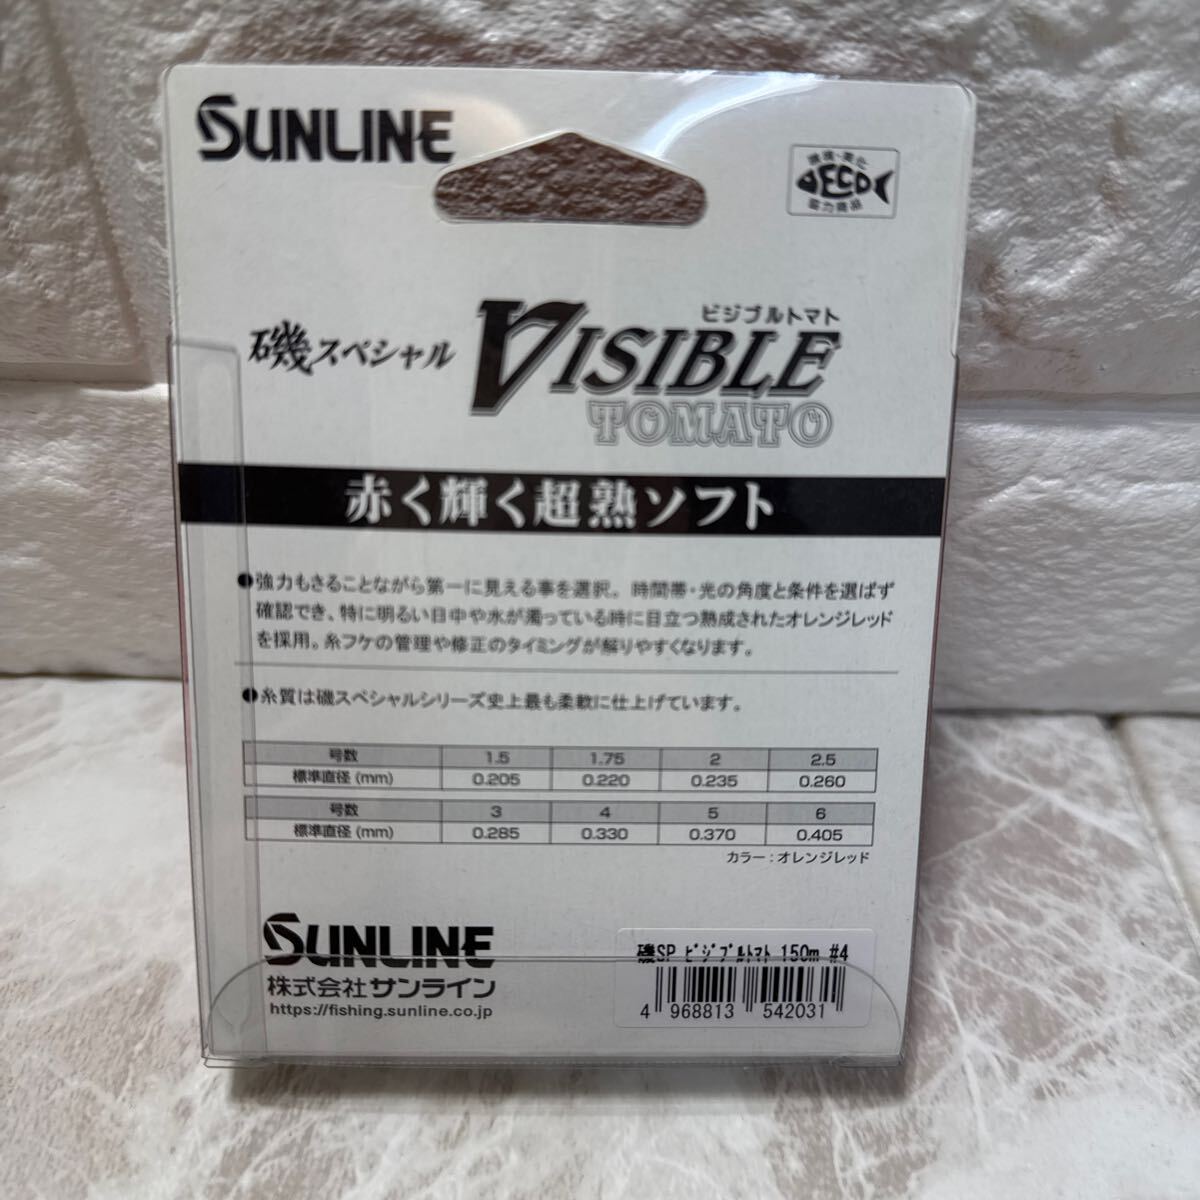 SUNLINE
環境・美化
ECO
協力商品
ビジブルトマト
磯スペシャル VISIBLE
TOMATO
赤く輝く超熟ソフト
●強力もさることながら第一に見える事を選択。時間帯・光の角度と条件を選ばず
確認でき、特に明るい日中や水が濁っている時に目立つ熟成されたオレンジレッド
を採用。糸フケの管理や修正のタイミングが解りやすくなります。
●糸質は磯スペシャルシリーズ史上最も柔軟に仕上げています。
号数 1.5 1.75 2 2.5
標準直径(mm) 0.205 0.220 0.235 0.260
号数 3 4 5 6
標準直径(mm) 0.285 0.330 0.370 0.405
カラー:オレンジレッド
SUNLINE
株式会社サンライン
https://fishing.sunline.co.jp
磯SP ﾋﾞｼﾞﾌﾞﾙﾄﾏﾄ 150m #4
4 968813 542031